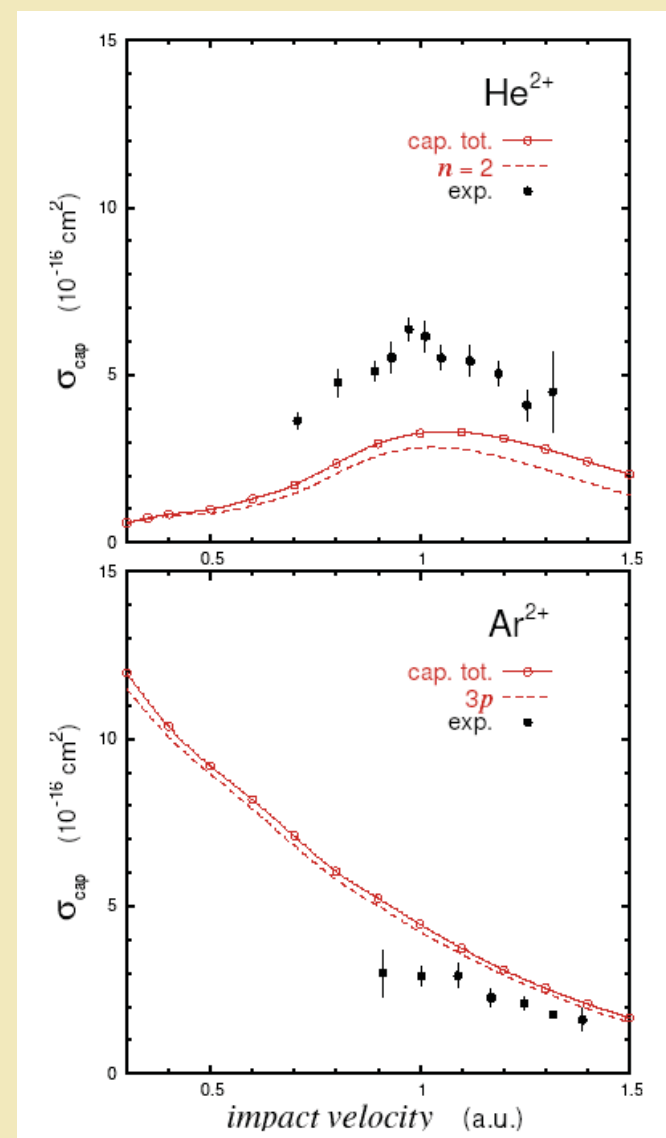 15
He²⁺
cap. tot.
n = 2
exp.
10
σcap (10⁻¹⁶ cm²)
5
0
0.5 1 1.5
15
Ar²⁺
cap. tot.
3p
exp.
10
σcap (10⁻¹⁶ cm²)
5
0
0.5 1 1.5
impact velocity (a.u.)